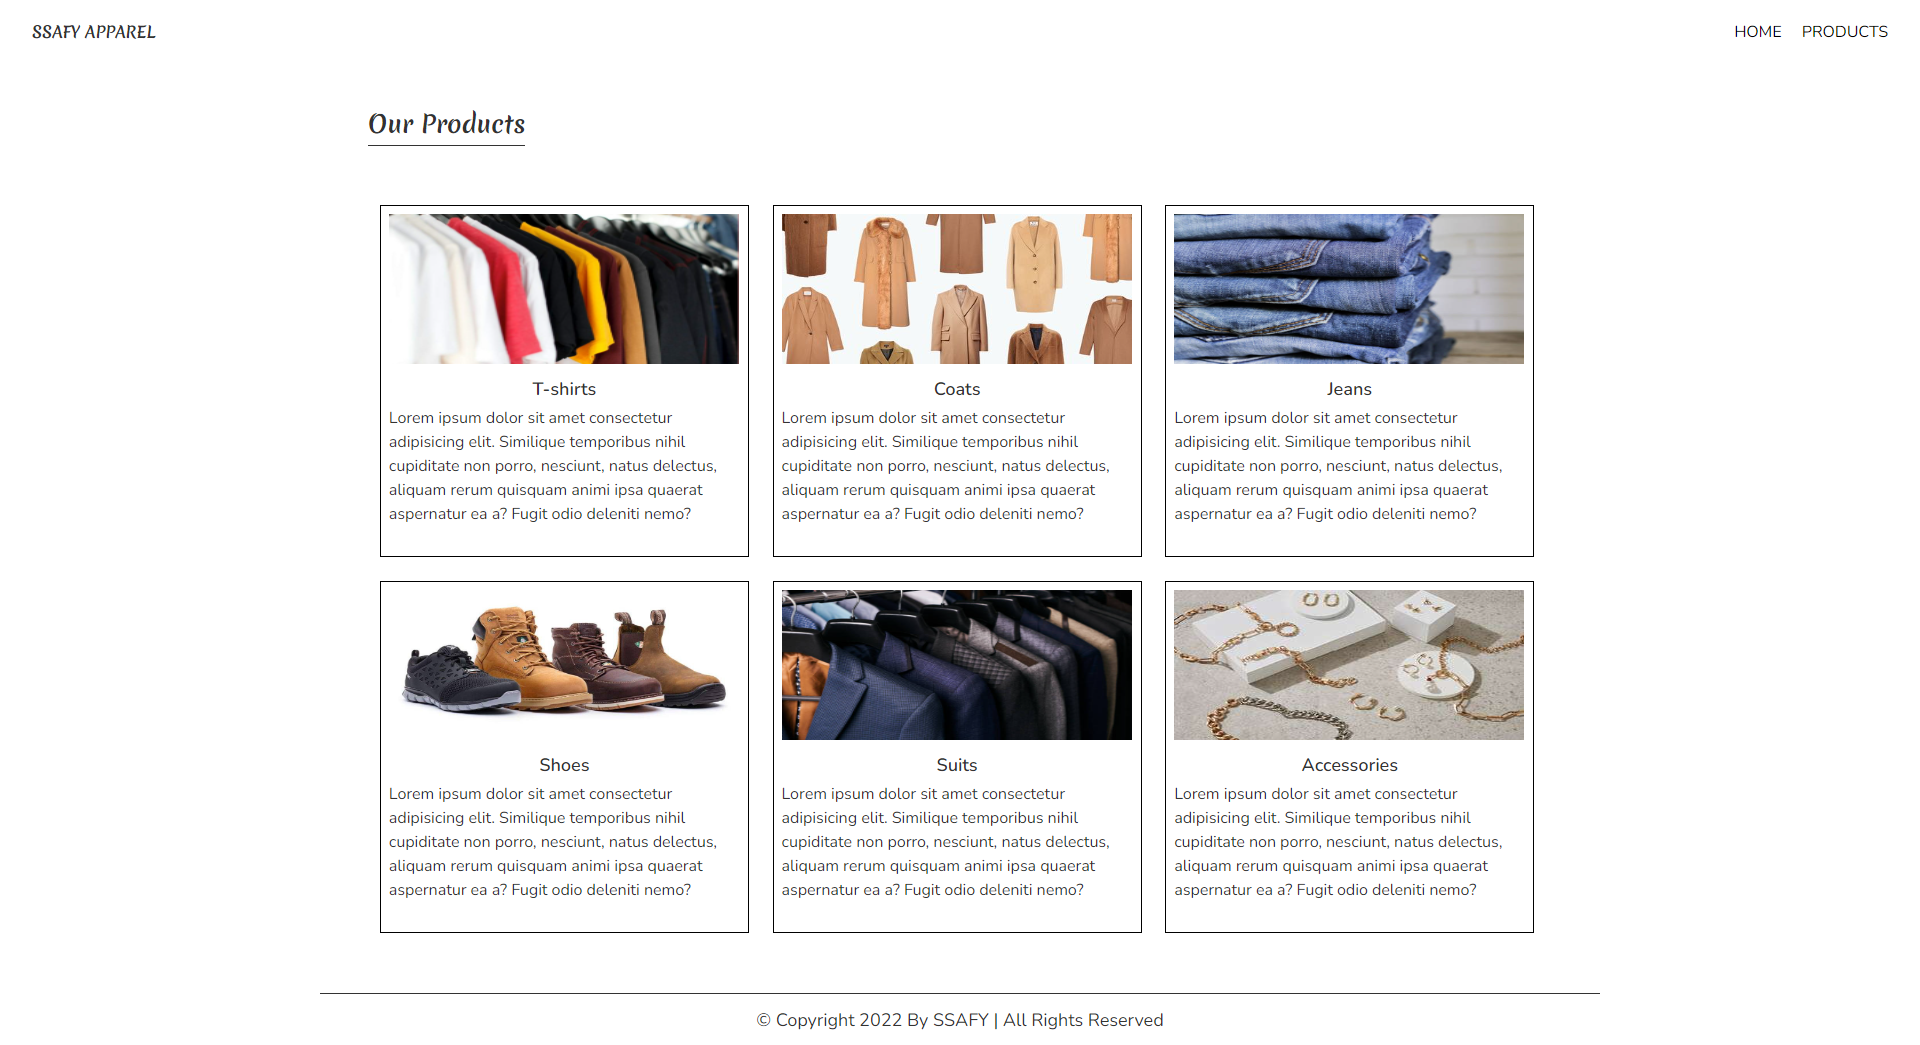 SSAFY APPAREL
HOME PRODUCTS
Our Products
T-shirts
Lorem ipsum dolor sit amet consectetur
adipisicing elit. Similique temporibus nihil
cupiditate non porro, nesciunt, natus delectus,
aliquam rerum quisquam animi ipsa quaerat
aspernatur ea a? Fugit odio deleniti nemo?
Coats
Lorem ipsum dolor sit amet consectetur
adipisicing elit. Similique temporibus nihil
cupiditate non porro, nesciunt, natus delectus,
aliquam rerum quisquam animi ipsa quaerat
aspernatur ea a? Fugit odio deleniti nemo?
Jeans
Lorem ipsum dolor sit amet consectetur
adipisicing elit. Similique temporibus nihil
cupiditate non porro, nesciunt, natus delectus,
aliquam rerum quisquam animi ipsa quaerat
aspernatur ea a? Fugit odio deleniti nemo?
Shoes
Lorem ipsum dolor sit amet consectetur
adipisicing elit. Similique temporibus nihil
cupiditate non porro, nesciunt, natus delectus,
aliquam rerum quisquam animi ipsa quaerat
aspernatur ea a? Fugit odio deleniti nemo?
Suits
Lorem ipsum dolor sit amet consectetur
adipisicing elit. Similique temporibus nihil
cupiditate non porro, nesciunt, natus delectus,
aliquam rerum quisquam animi ipsa quaerat
aspernatur ea a? Fugit odio deleniti nemo?
Accessories
Lorem ipsum dolor sit amet consectetur
adipisicing elit. Similique temporibus nihil
cupiditate non porro, nesciunt, natus delectus,
aliquam rerum quisquam animi ipsa quaerat
aspernatur ea a? Fugit odio deleniti nemo?
© Copyright 2022 By SSAFY | All Rights Reserved